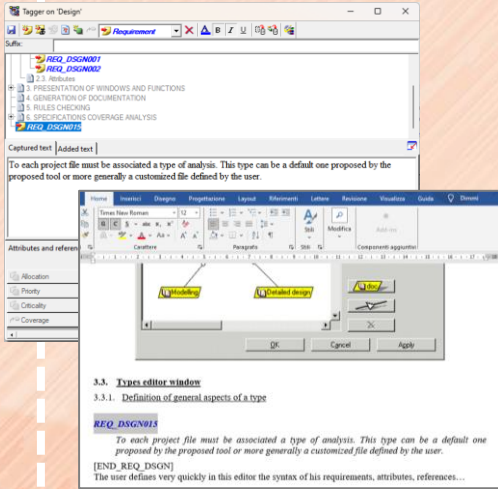 Tagger on 'Design'
Requirement
B I U
Suffix:
REQ_DSGN001
REQ_DSGN002
2.3. Attributes
3. PRESENTATION OF WINDOWS AND FUNCTIONS
4. GENERATION OF DOCUMENTATION
5. RULES CHECKING
6. SPECIFICATIONS COVERAGE ANALYSIS
REQ_DSGN015
Captured text Added text
To each project file must be associated a type of analysis. This type can be a default one proposed by the
proposed tool or more generally a customized file defined by the user.
Home Inserisci Disegno Progettazione Layout Riferimenti Lettere Revisione Visualizza Guida Dimmi
Times New Roman 12
G C S
Stili Modifica
Carattere Paragrafo Stili Componenti aggiuntivi
Attributes and referen
Allocation
Priority
Criticality
Coverage
Modelling Detailed design
doc
OK Cancel Apply
3.3. Types editor window
3.3.1. Definition of general aspects of a type
REQ_DSGN015
To each project file must be associated a type of analysis. This type can be a default one
proposed by the proposed tool or more generally a customized file defined by the user.
[END_REQ_DSGN]
The user defines very quickly in this editor the syntax of his requirements, attributes, references…